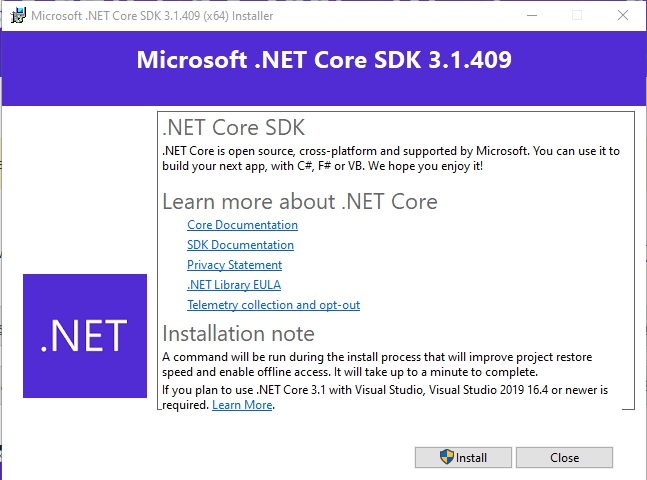 Microsoft .NET Core SDK 3.1.409 (x64) Installer
Microsoft .NET Core SDK 3.1.409
.NET Core SDK
.NET Core is open source, cross-platform and supported by Microsoft. You can use it to
build your next app, with C#, F# or VB. We hope you enjoy it!
Learn more about .NET Core
Core Documentation
SDK Documentation
Privacy Statement
.NET Library EULA
Telemetry collection and opt-out
.NET
Installation note
A command will be run during the install process that will improve project restore
speed and enable offline access. It will take up to a minute to complete.
If you plan to use .NET Core 3.1 with Visual Studio, Visual Studio 2019 16.4 or newer is
required. Learn More.
Install
Close